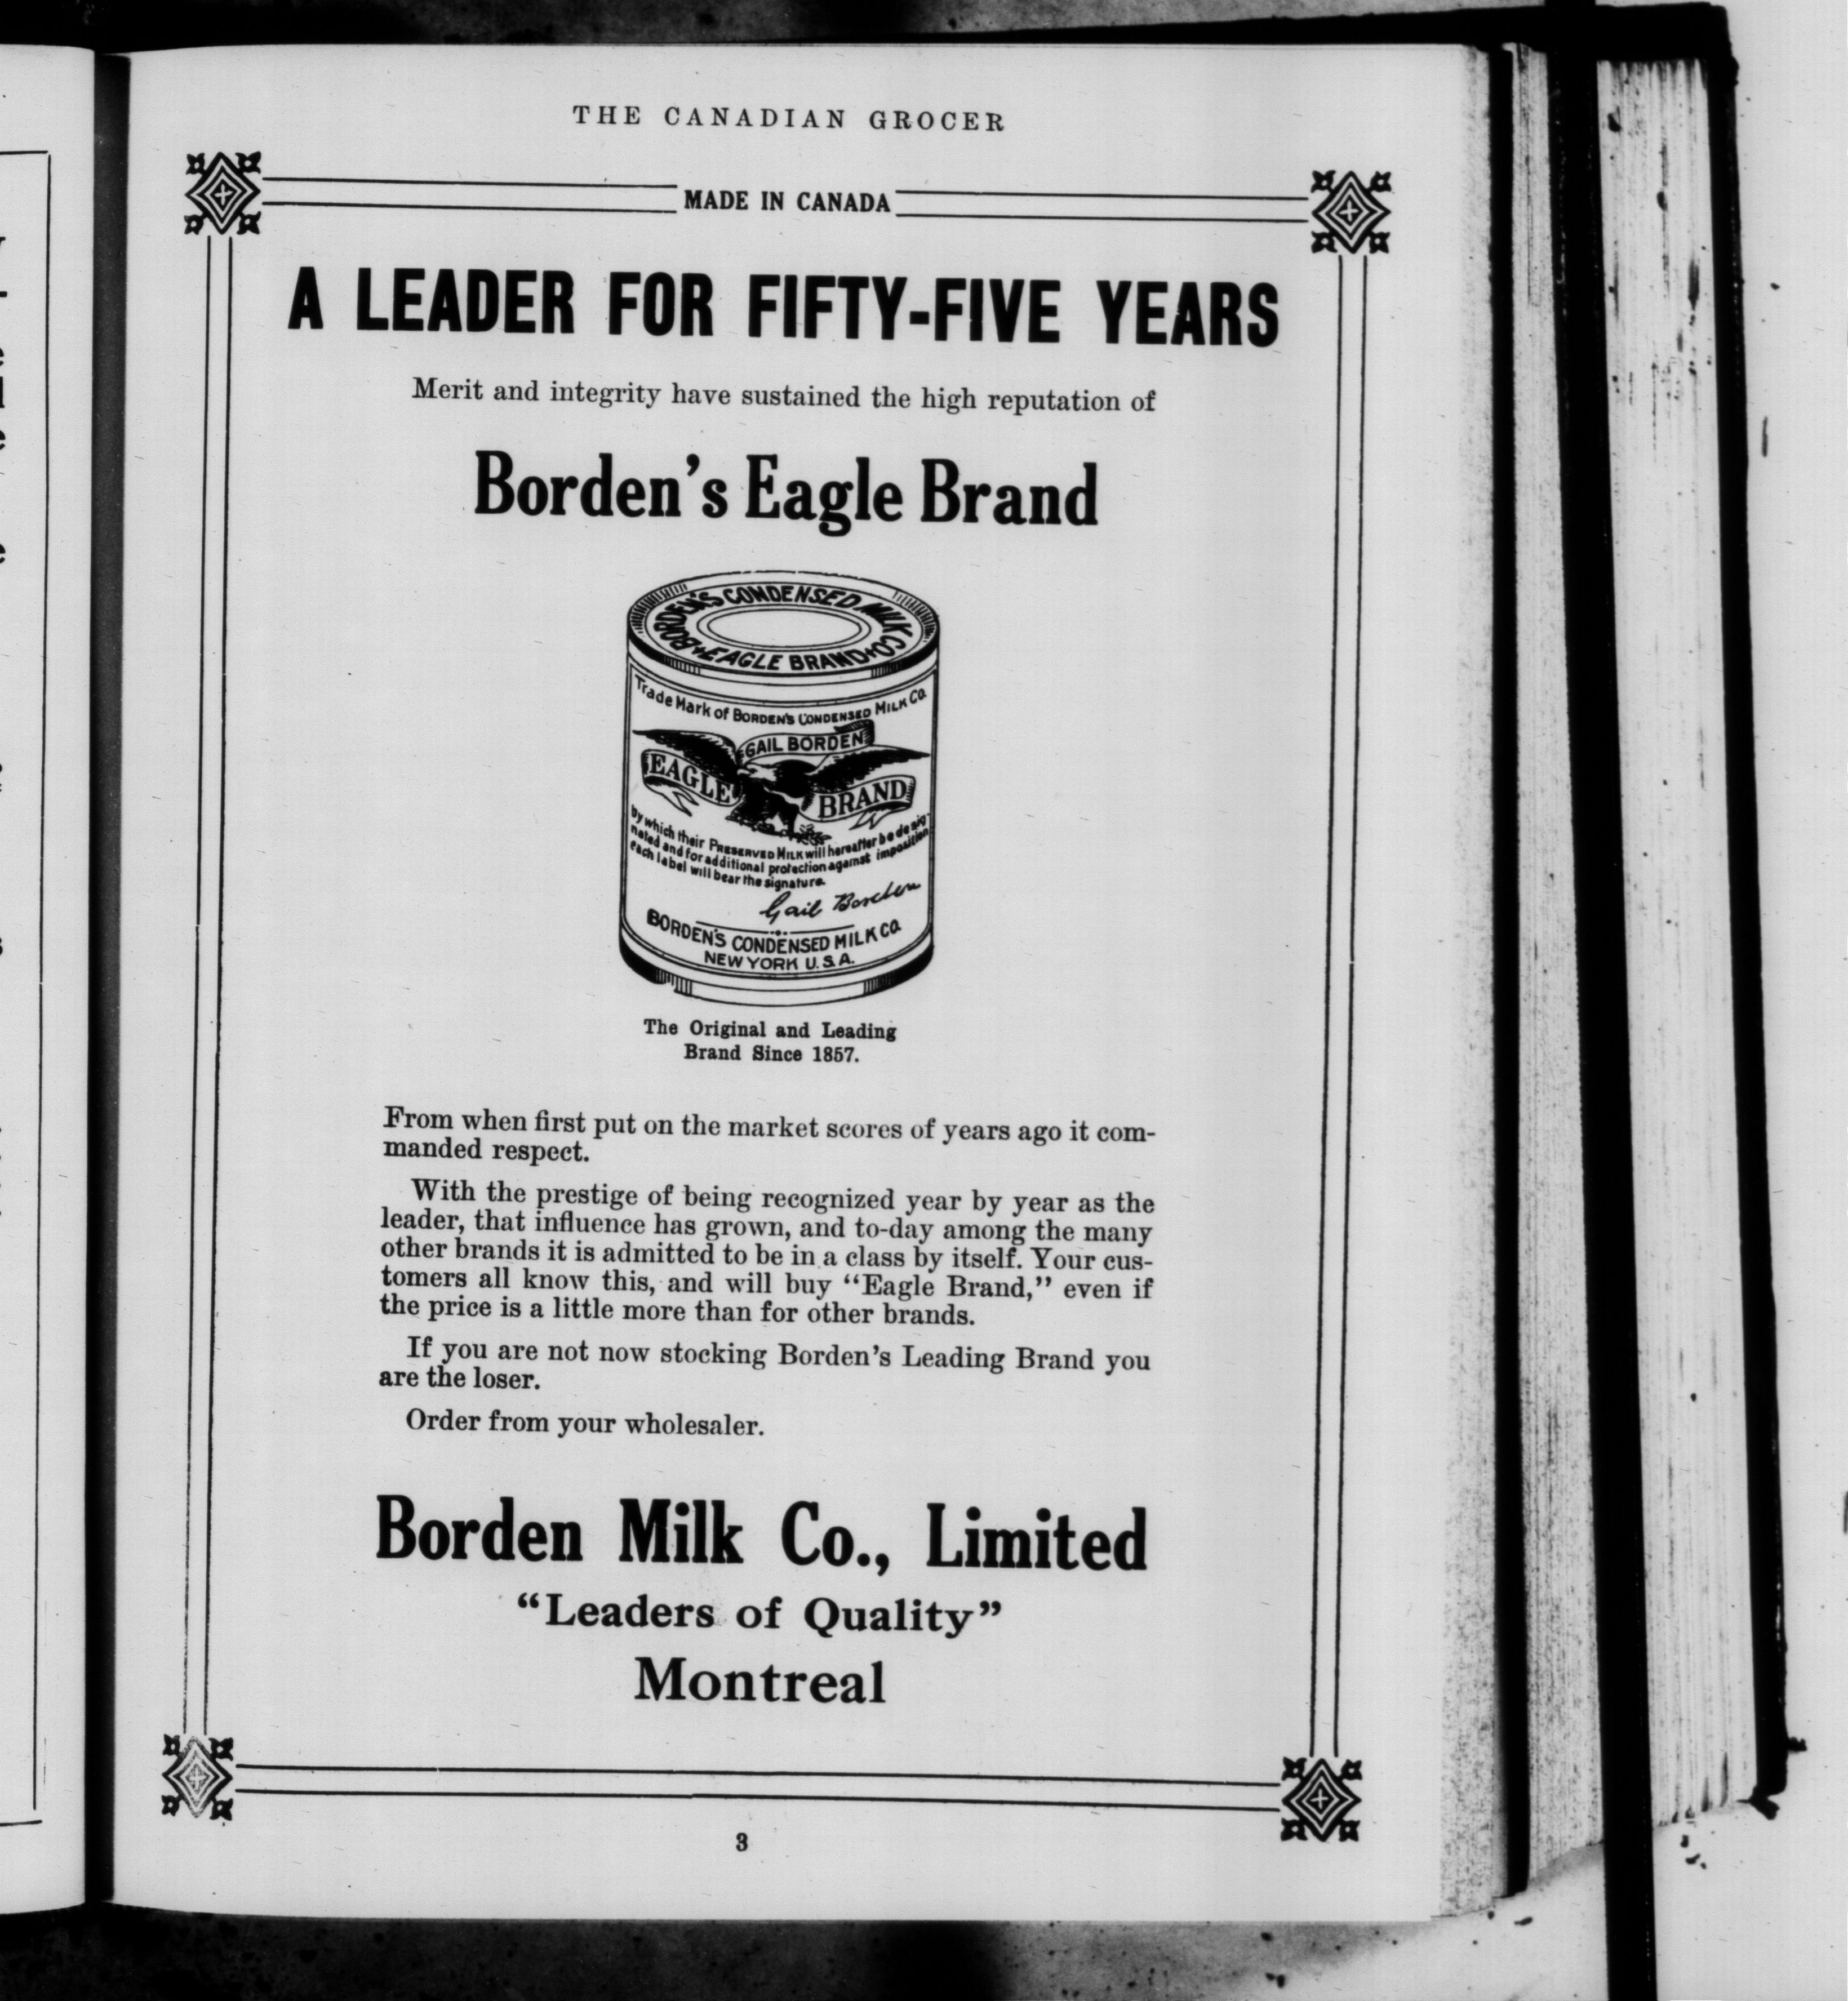 THE CANADIAN GROCER
MADE IN CANADA
A LEADER FOR FIFTY-FIVE YEARS
Merit and integrity have sustained the high reputation of
Borden's Eagle Brand
BORDEN'S CONDENSED MILK CO
EAGLE BRAND
Trade Mark of BORDEN'S CONDENSED MILK CO.
GAIL BORDEN
EAGLE
BRAND
by which their PRESERVED MILK will hereafter be desig-
nated and for additional protection against imposition
each label will bear the signature.
Gail Borden
BORDEN'S CONDENSED MILK CO.
NEW YORK U.S.A.
The Original and Leading
Brand Since 1857.
From when first put on the market scores of years ago it com-
manded respect.
With the prestige of being recognized year by year as the
leader, that influence has grown, and to-day among the many
other brands it is admitted to be in a class by itself. Your cus-
tomers all know this, and will buy "Eagle Brand," even if
the price is a little more than for other brands.
If you are not now stocking Borden's Leading Brand you
are the loser.
Order from your wholesaler.
Borden Milk Co., Limited
"Leaders of Quality"
Montreal
3